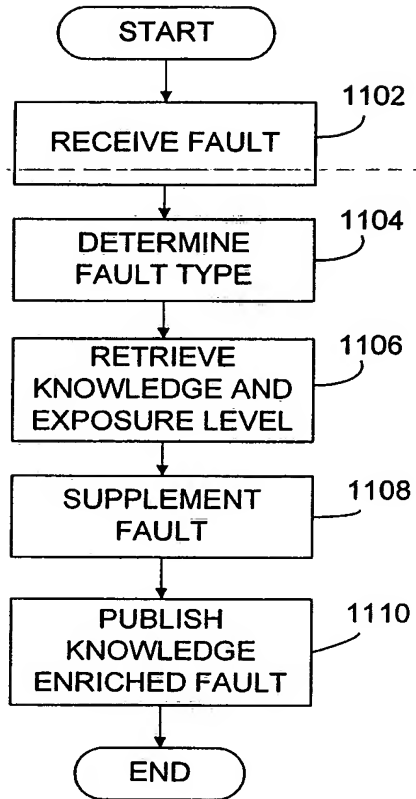 START
1102
RECEIVE FAULT
1104
DETERMINE
FAULT TYPE
1106
RETRIEVE
KNOWLEDGE AND
EXPOSURE LEVEL
1108
SUPPLEMENT
FAULT
1110
PUBLISH
KNOWLEDGE
ENRICHED FAULT
END